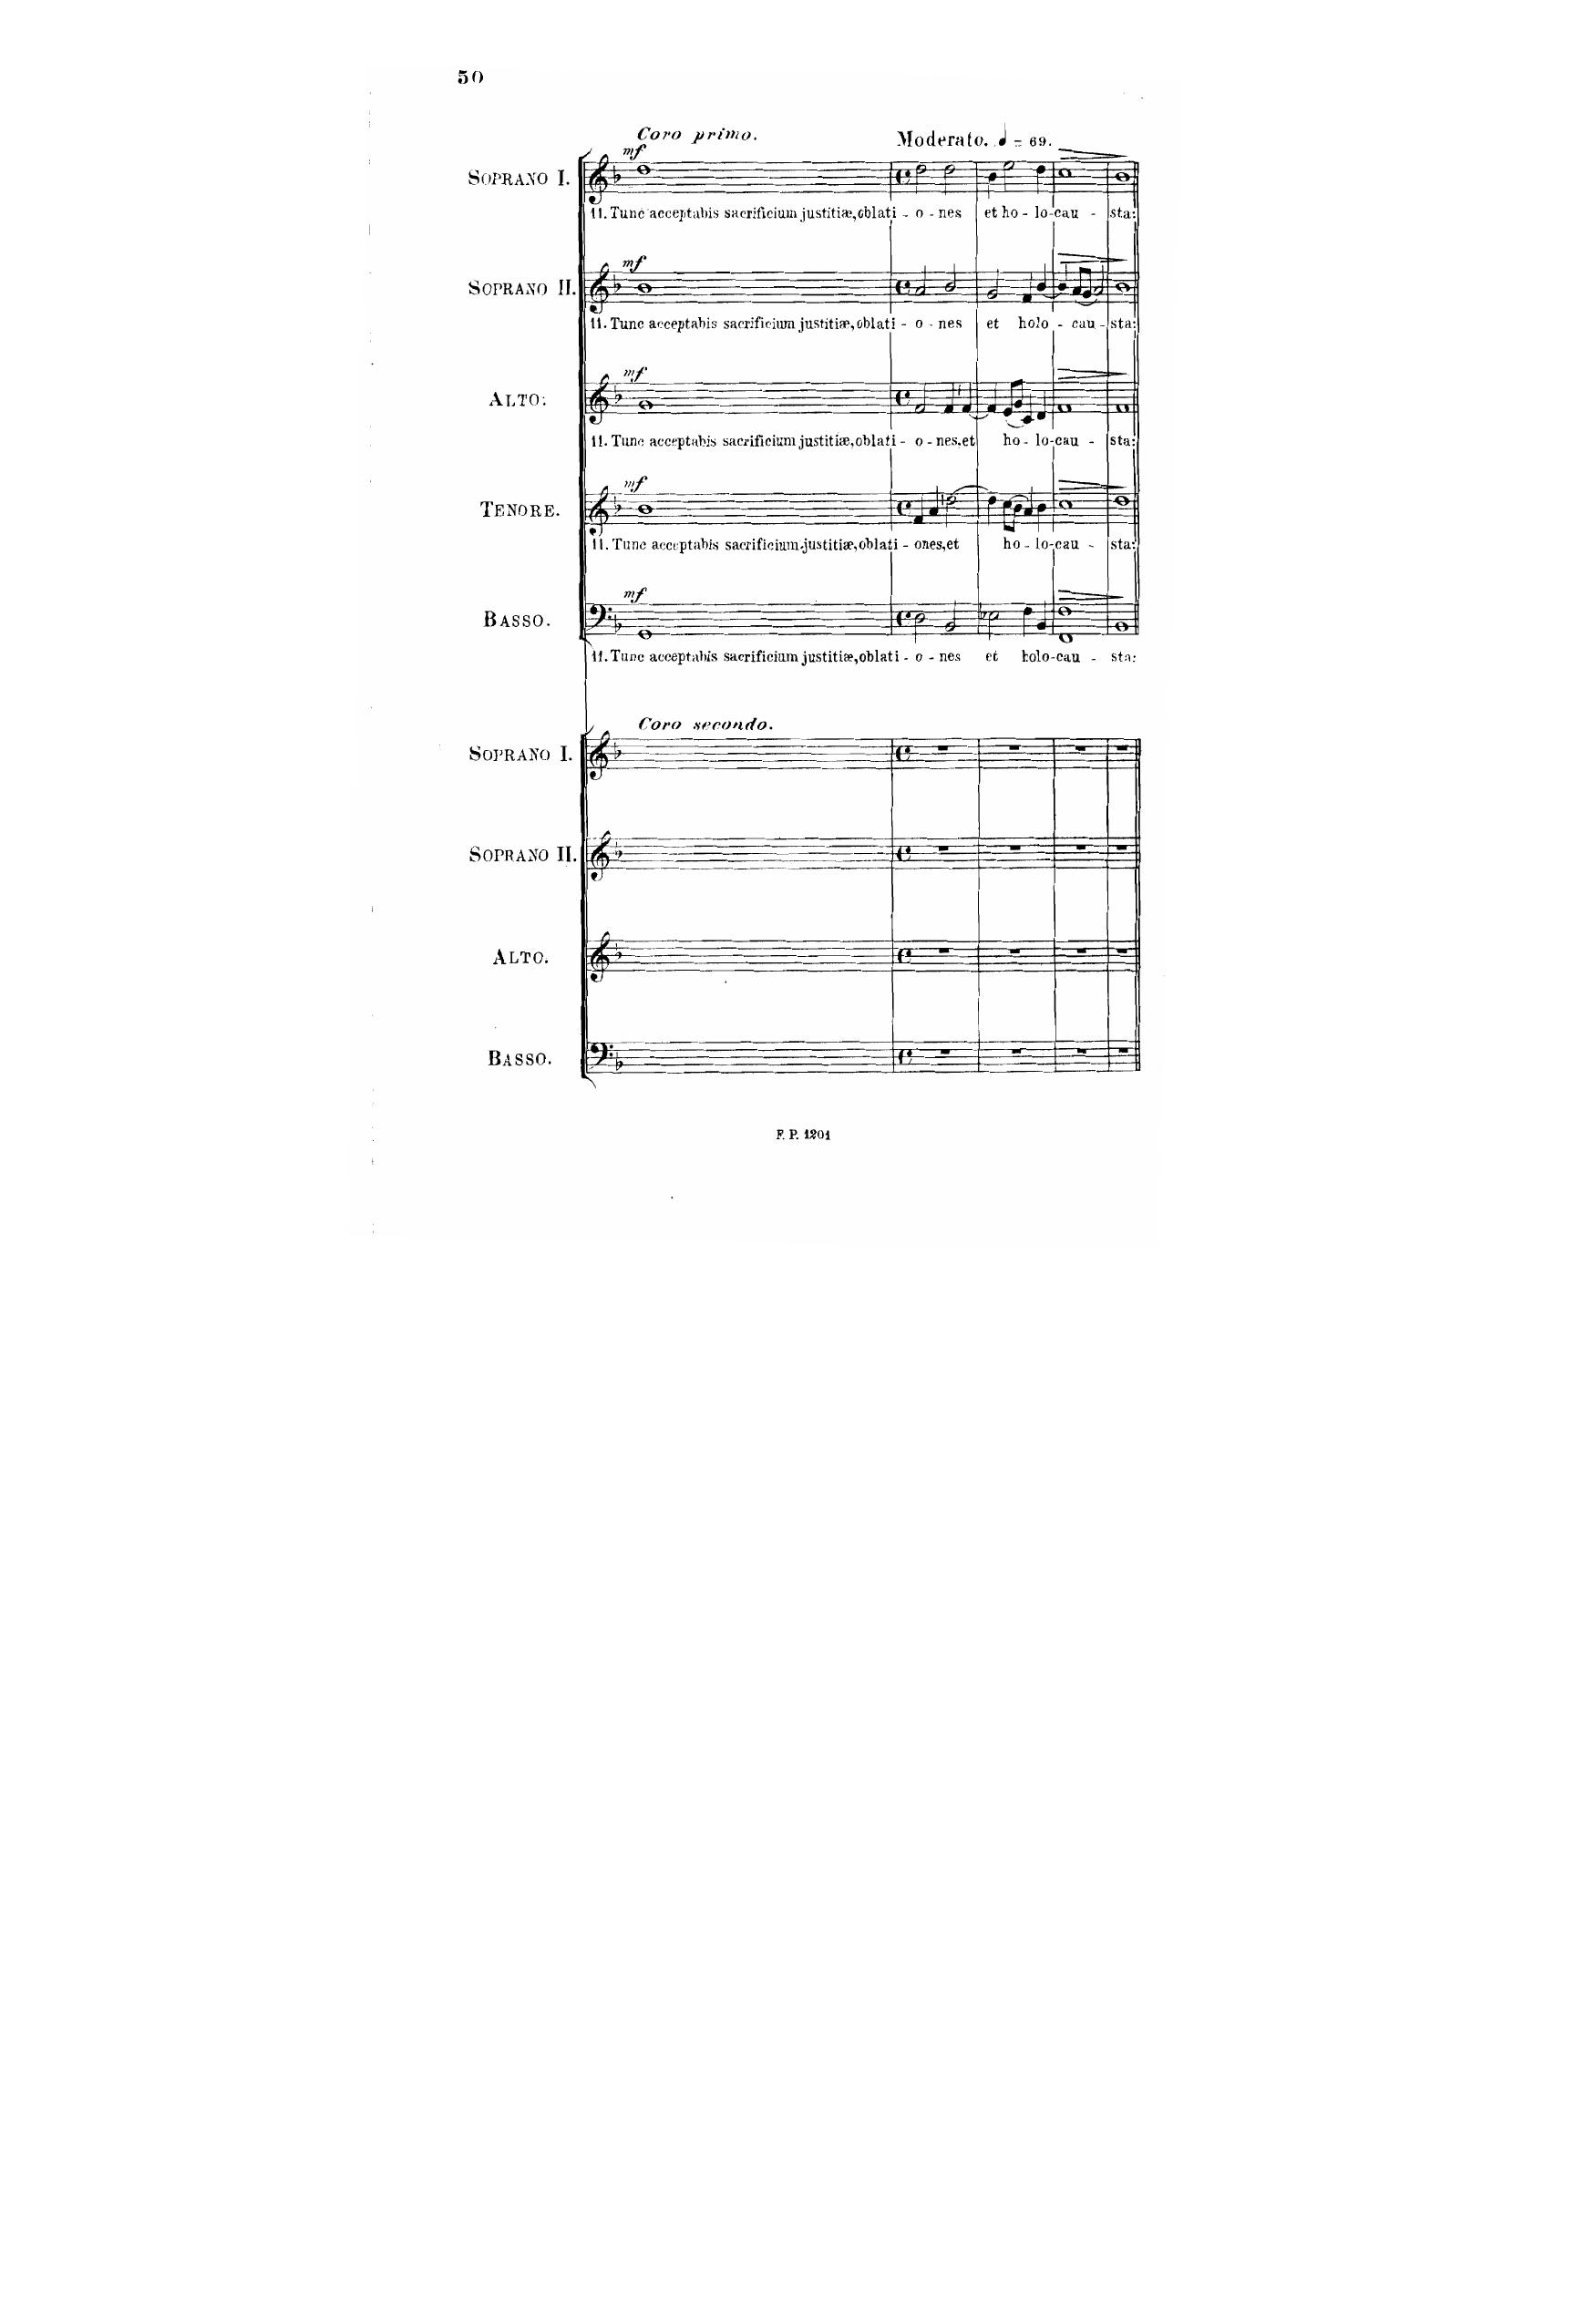 50
Coro primo. Moderato. 𝅗𝅥 = 69.
mf
SOPRANO I.
11. Tunc acceptabis sacrificium justitiæ, oblati - o - nes et ho - lo-cau - sta:
mf
SOPRANO II.
11. Tunc acceptabis sacrificium justitiæ, oblati - o - nes et holo - cau - sta:
mf
ALTO.
11. Tunc acceptabis sacrificium justitiæ, oblati - o - nes, et ho - lo-cau - sta:
mf
TENORE.
11. Tunc acceptabis sacrificium justitiæ, oblati - ones, et ho - lo-cau - sta:
mf
BASSO.
11. Tunc acceptabis sacrificium justitiæ, oblati - o - nes et holo-cau - sta:
Coro secondo.
SOPRANO I.
SOPRANO II.
ALTO.
BASSO.
F. P. 1201